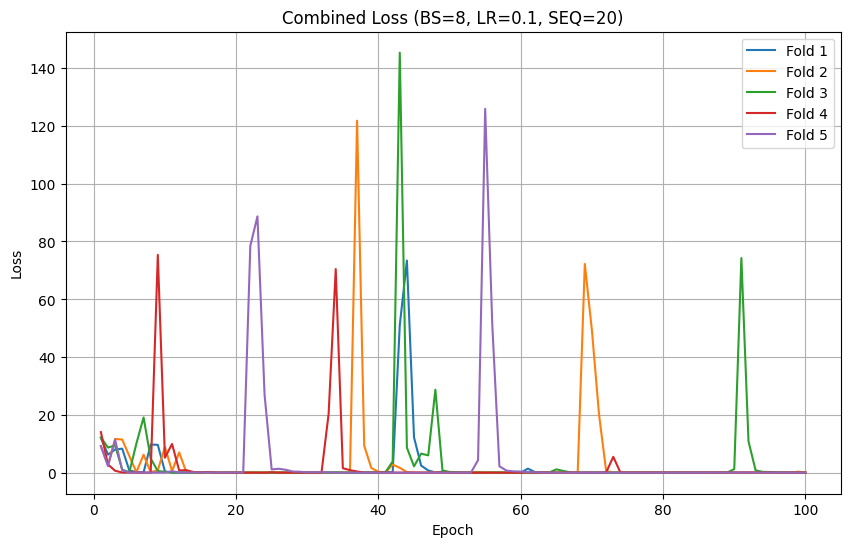 Combined Loss (BS=8, LR=0.1, SEQ=20)
Fold 1
Fold 2
Fold 3
Fold 4
Fold 5
Loss
140
120
100
80
60
40
20
0
0 20 40 60 80 100
Epoch